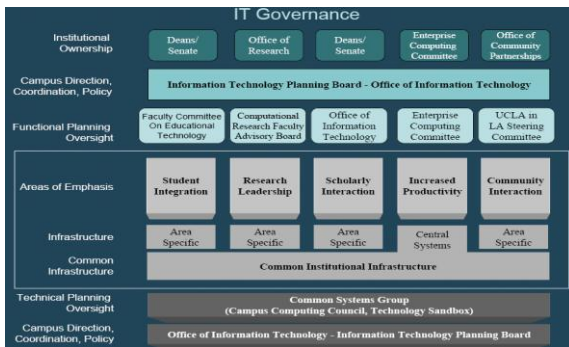 IT Governance
Institutional
Ownership
Deans/
Senate
Office of
Research
Deans/
Senate
Enterprise
Computing
Committee
Office of
Community
Partnerships
Campus Direction,
Coordination, Policy
Information Technology Planning Board - Office of Information Technology
Functional Planning
Oversight
Faculty Committee
On Educational
Technology
Computational
Research Faculty
Advisory Board
Office of
Information
Technology
Enterprise
Computing
Committee
UCLA in
LA Steering
Committee
Areas of Emphasis
Student
Integration
Research
Leadership
Scholarly
Interaction
Increased
Productivity
Community
Interaction
Infrastructure
Area
Specific
Area
Specific
Area
Specific
Central
Systems
Area
Specific
Common
Infrastructure
Common Institutional Infrastructure
Technical Planning
Oversight
Common Systems Group
(Campus Computing Council, Technology Sandbox)
Campus Direction,
Coordination, Policy
Office of Information Technology - Information Technology Planning Board